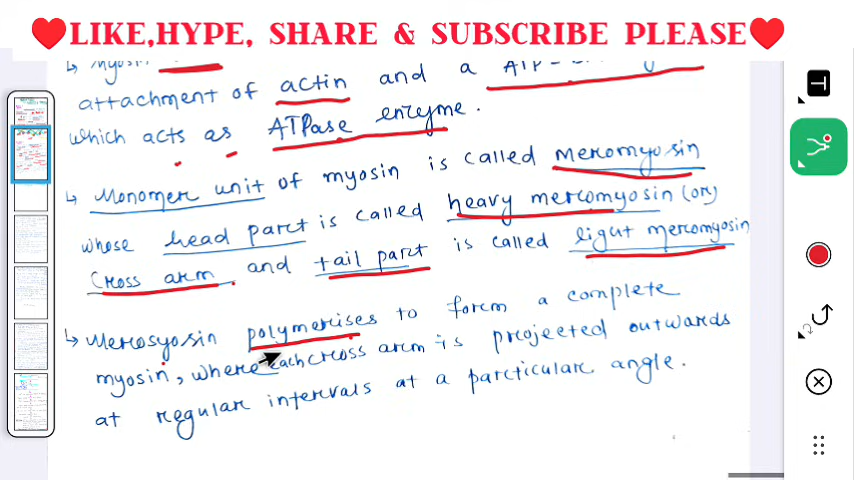 ♥LIKE,HYPE, SHARE & SUBSCRIBE PLEASE♥
↳ Myosin
attachment of actin and a ATP-
which acts as ATPase enzyme.
↳ Monomer unit of myosin is called meromyosin
whose head part is called heavy meromyosin (or)
Cross arm. and tail part is called light meromyosin
↳ Merosyosin polymerises to form a complete
myosin, where each cross arm is projected outwards
at regular intervals at a particular angle.
T